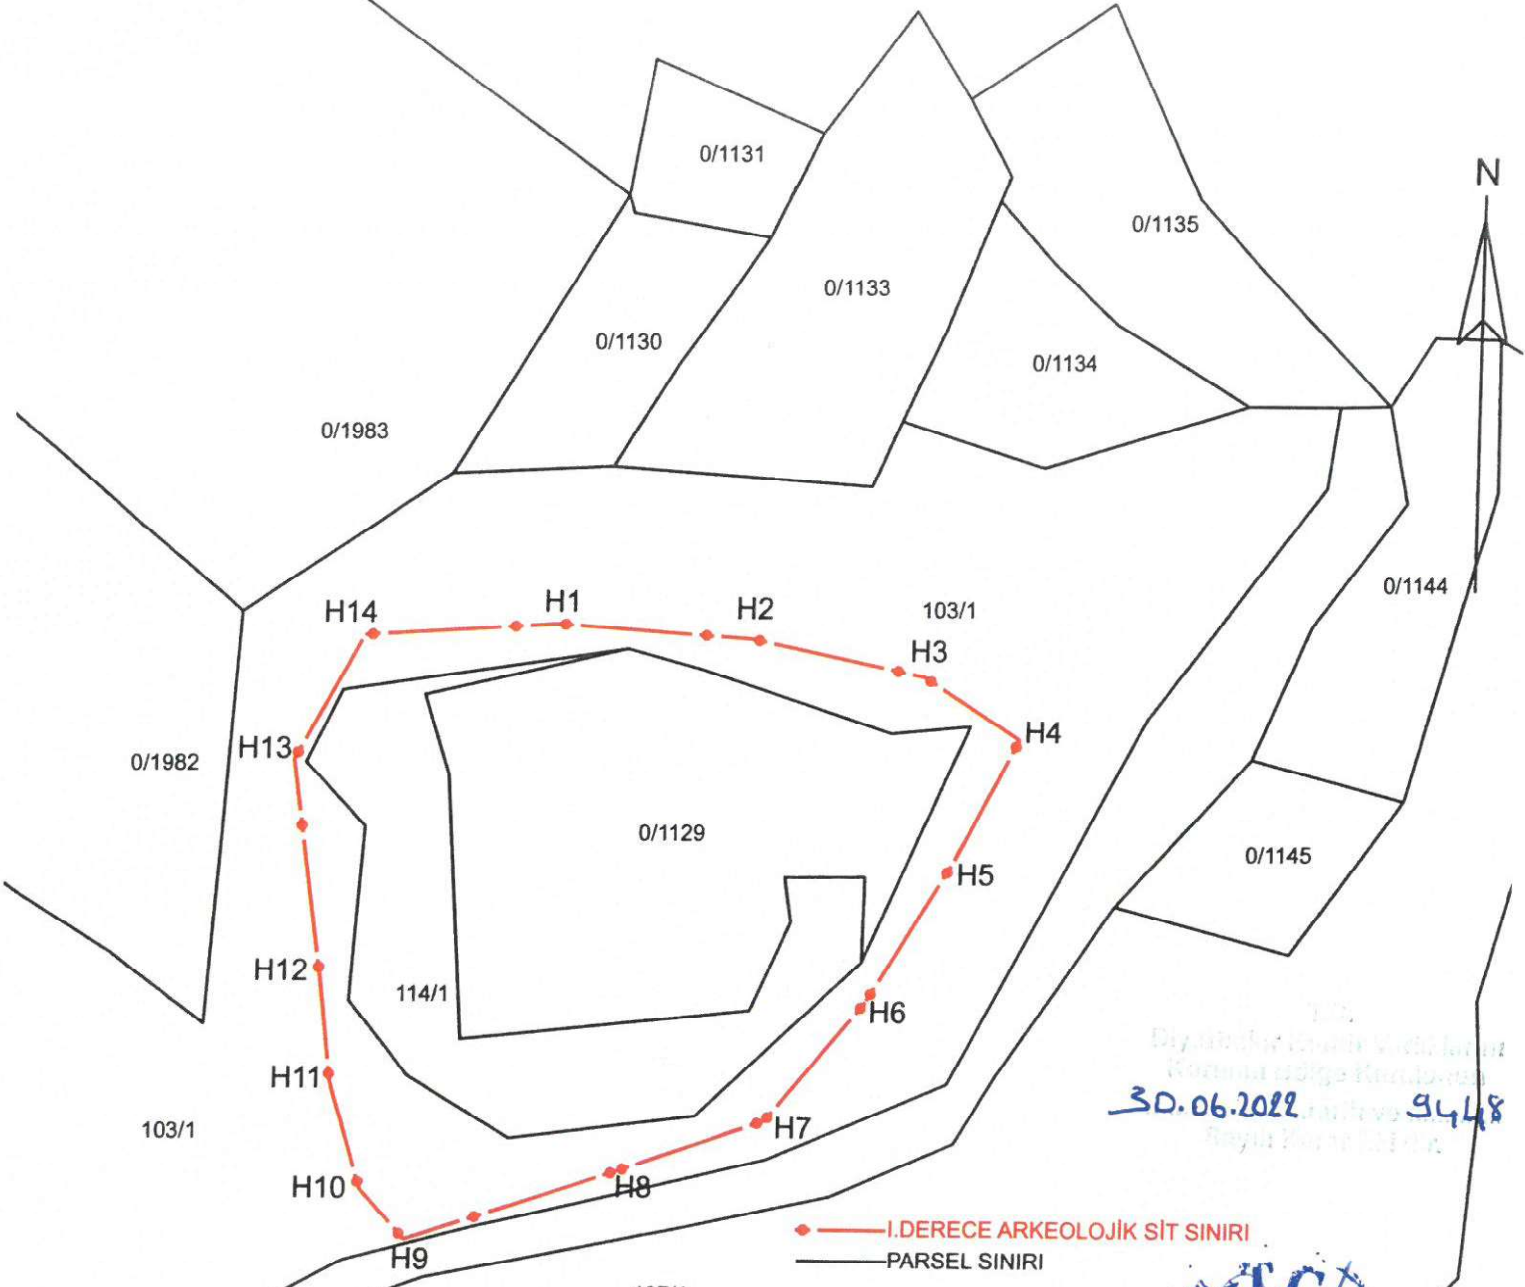 0/1131
N
0/1135
0/1133
0/1130
0/1134
0/1983
0/1144
H14
H1
H2
103/1
H3
H4
H13
0/1982
0/1129
0/1145
H5
H12
114/1
H6
H11
30.06.2022 9448
103/1
H7
H10
H8
I.DERECE ARKEOLOJİK SİT SINIRI
H9
PARSEL SINIRI